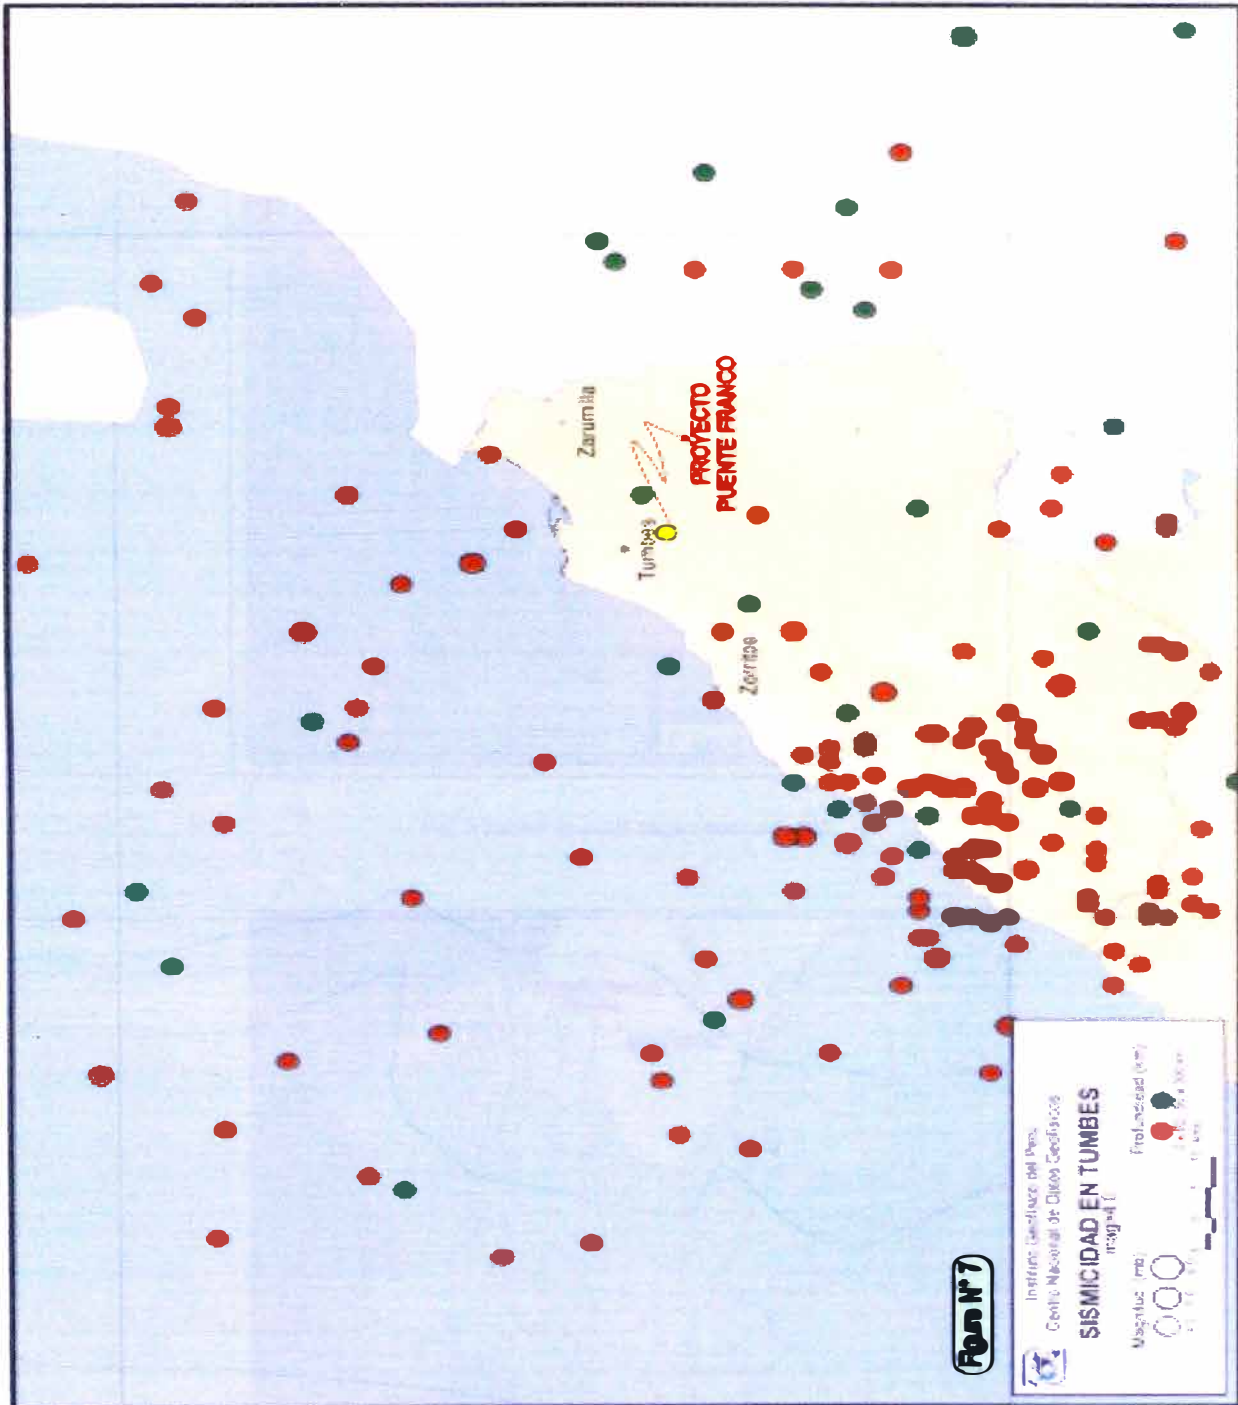 Zarumilla
PROYECTO
PUENTE FRANCO
Tumbes
Zorritos
Figura N° 7
Instituto Geofísico del Perú
Centro Nacional de Datos Geofísicos
SISMICIDAD EN TUMBES
Magnitud (mb)
Profundidad (km)